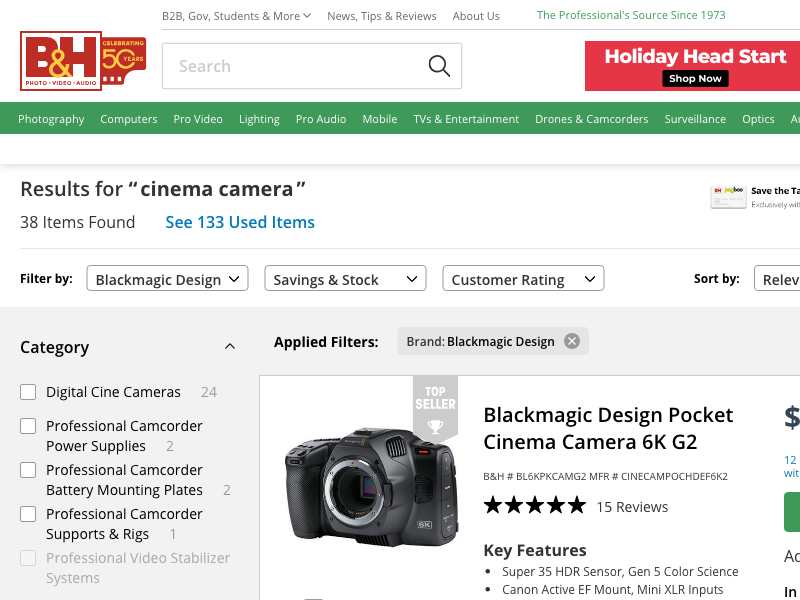 B2B, Gov, Students & More
News, Tips & Reviews
About Us
The Professional's Source Since 1973
B&H
PHOTO • VIDEO • AUDIO
CELEBRATING
50
YEARS
Search
Holiday Head Start
Shop Now
Photography
Computers
Pro Video
Lighting
Pro Audio
Mobile
TVs & Entertainment
Drones & Camcorders
Surveillance
Optics
Results for “cinema camera”
38 Items Found
See 133 Used Items
Save the Ta
Exclusively wit
Filter by:
Blackmagic Design
Savings & Stock
Customer Rating
Sort by:
Relev
Category
Digital Cine Cameras 24
Professional Camcorder
Power Supplies 2
Professional Camcorder
Battery Mounting Plates 2
Professional Camcorder
Supports & Rigs 1
Professional Video Stabilizer
Systems
Applied Filters:
Brand: Blackmagic Design
TOP
SELLER
6K
Blackmagic Design Pocket
Cinema Camera 6K G2
B&H # BL6KPKCAMG2 MFR # CINECAMPOCHDEF6K2
15 Reviews
Key Features
Super 35 HDR Sensor, Gen 5 Color Science
Canon Active EF Mount, Mini XLR Inputs
$
12
wit
Ad
In